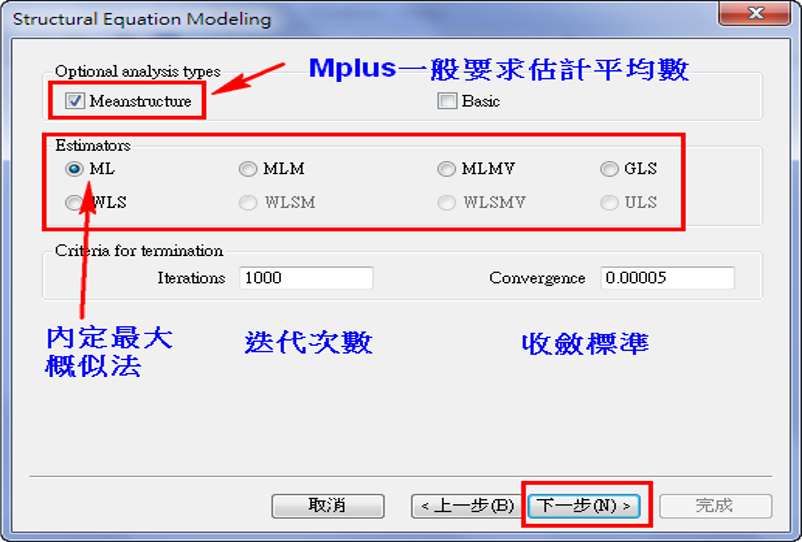 Structural Equation Modeling
Optional analysis types
Mplus一般要求估計平均數
Meanstructure
Basic
Estimators
ML
MLM
MLMV
GLS
WLS
WLSM
WLSMV
ULS
Criteria for termination
Iterations
1000
Convergence
0.00005
內定最大
概似法
迭代次數
收斂標準
取消
< 上一步(B)
下一步(N) >
完成